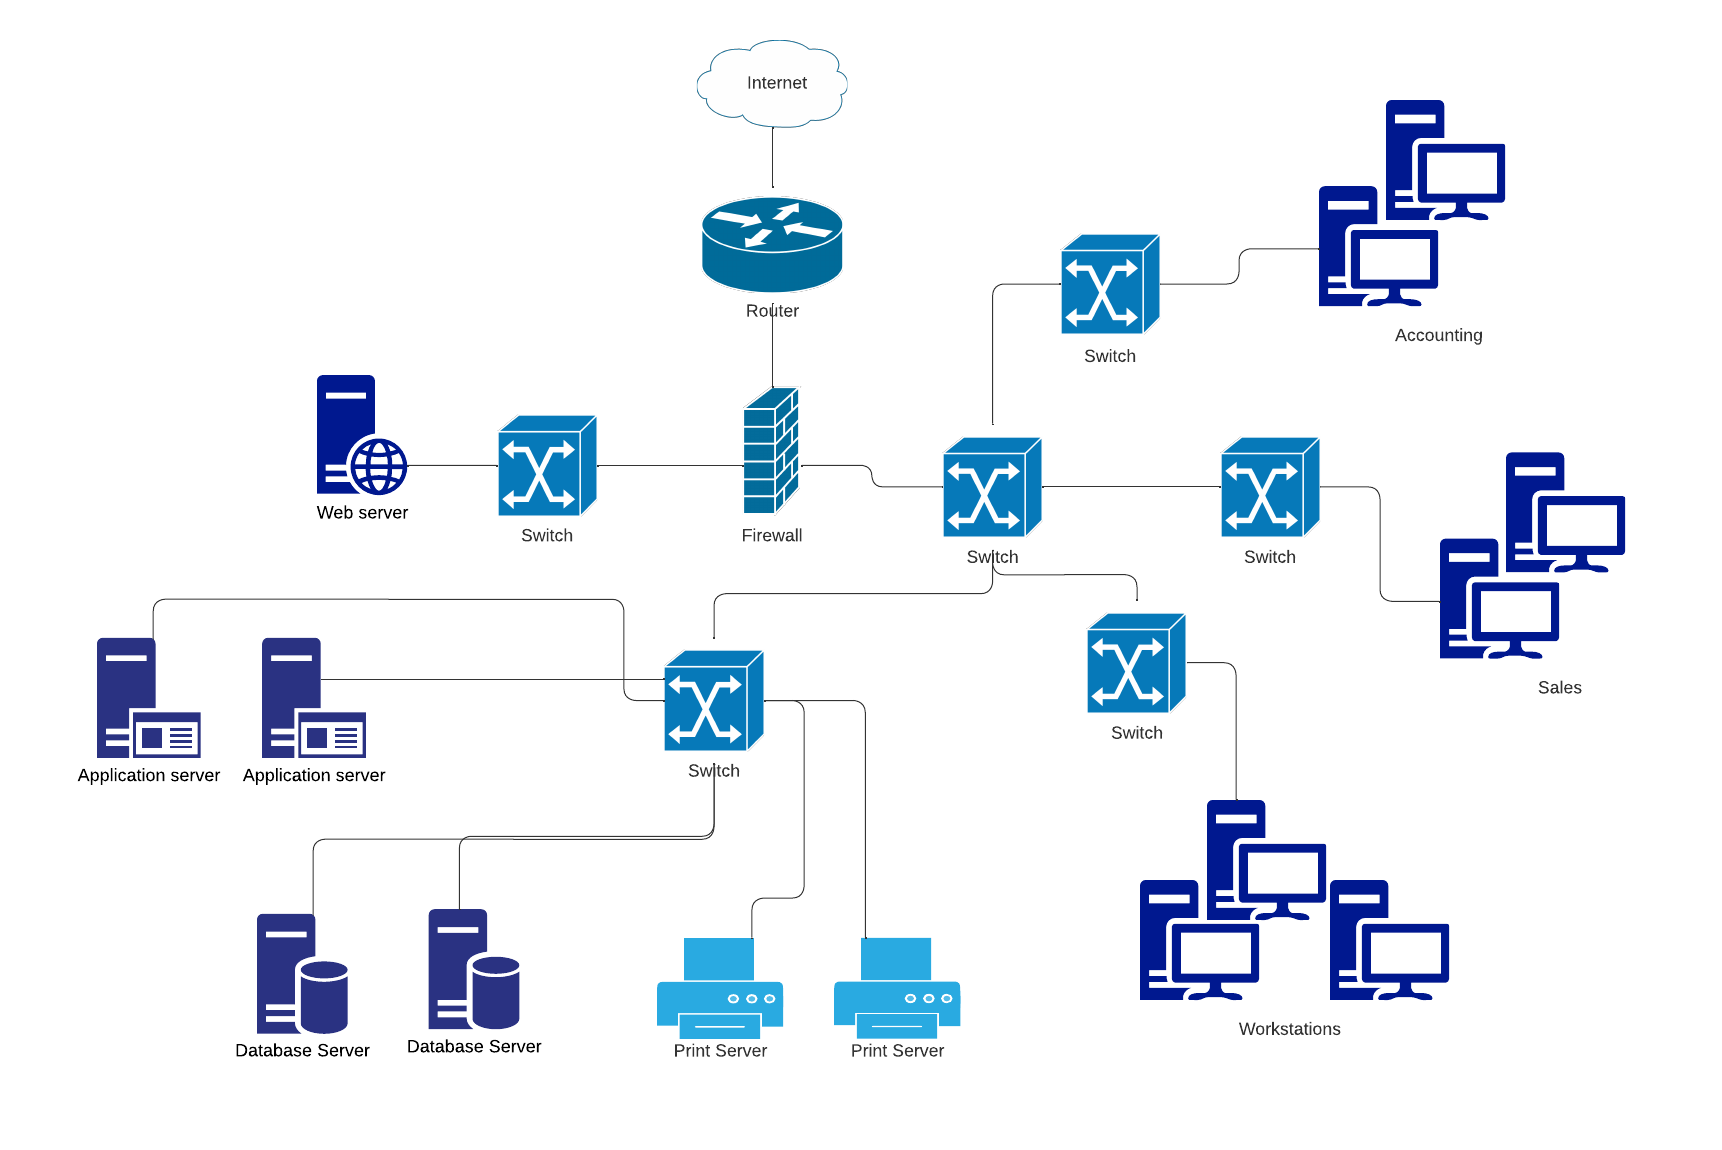 Internet
Router
Switch
Accounting
Web server
Switch
Firewall
Switch
Switch
Sales
Application server
Application server
Switch
Switch
Database Server
Database Server
Print Server
Print Server
Workstations